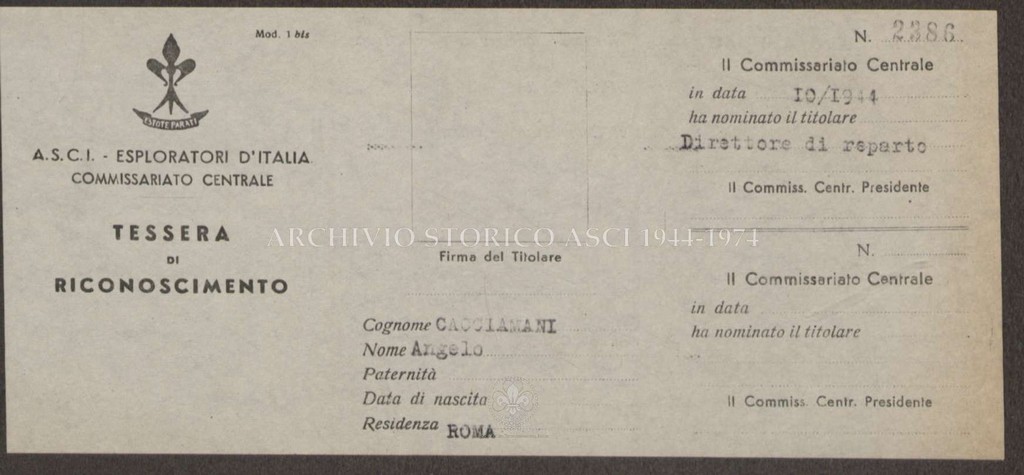 Mod. 1 bis
ESTOTE PARATI
A.S.C.I. - ESPLORATORI D'ITALIA
COMMISSARIATO CENTRALE
TESSERA
DI
RICONOSCIMENTO
ARCHIVIO STORICO ASCI 1944-1974
Firma del Titolare
Cognome CACCIAMANI
Nome Angelo
Paternità
Data di nascita
Residenza ROMA
N. 2386
Il Commissariato Centrale
in data 10/1944
ha nominato il titolare
Direttore di reparto
Il Commiss. Centr. Presidente
N.
Il Commissariato Centrale
in data
ha nominato il titolare
Il Commiss. Centr. Presidente